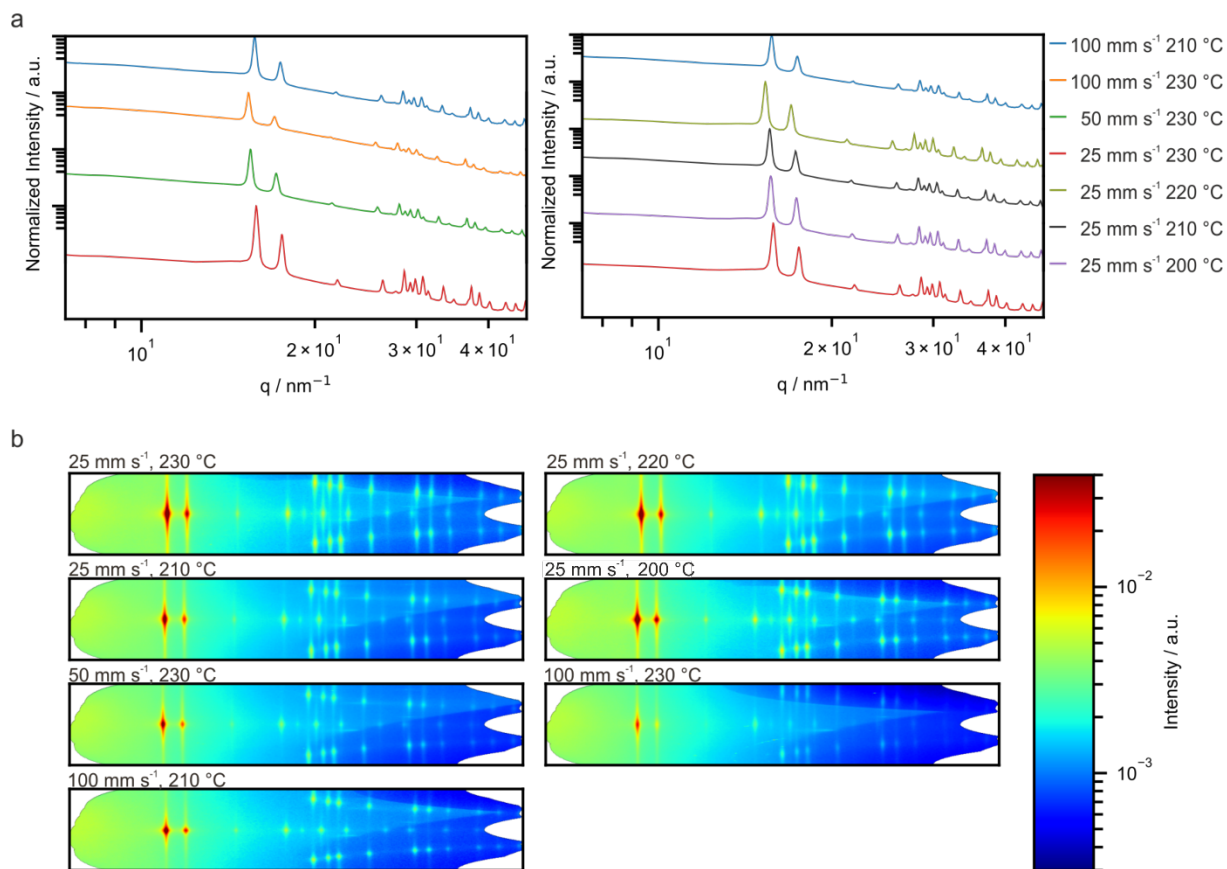 a
Normalized Intensity / a.u.
10¹
2 × 10¹
3 × 10¹
4 × 10¹
q / nm⁻¹
Normalized Intensity / a.u.
10¹
2 × 10¹
3 × 10¹
4 × 10¹
q / nm⁻¹
100 mm s⁻¹ 210 °C
100 mm s⁻¹ 230 °C
50 mm s⁻¹ 230 °C
25 mm s⁻¹ 230 °C
25 mm s⁻¹ 220 °C
25 mm s⁻¹ 210 °C
25 mm s⁻¹ 200 °C
b
25 mm s⁻¹, 230 °C
25 mm s⁻¹, 220 °C
25 mm s⁻¹, 210 °C
25 mm s⁻¹, 200 °C
50 mm s⁻¹, 230 °C
100 mm s⁻¹, 230 °C
100 mm s⁻¹, 210 °C
10⁻²
10⁻³
Intensity / a.u.